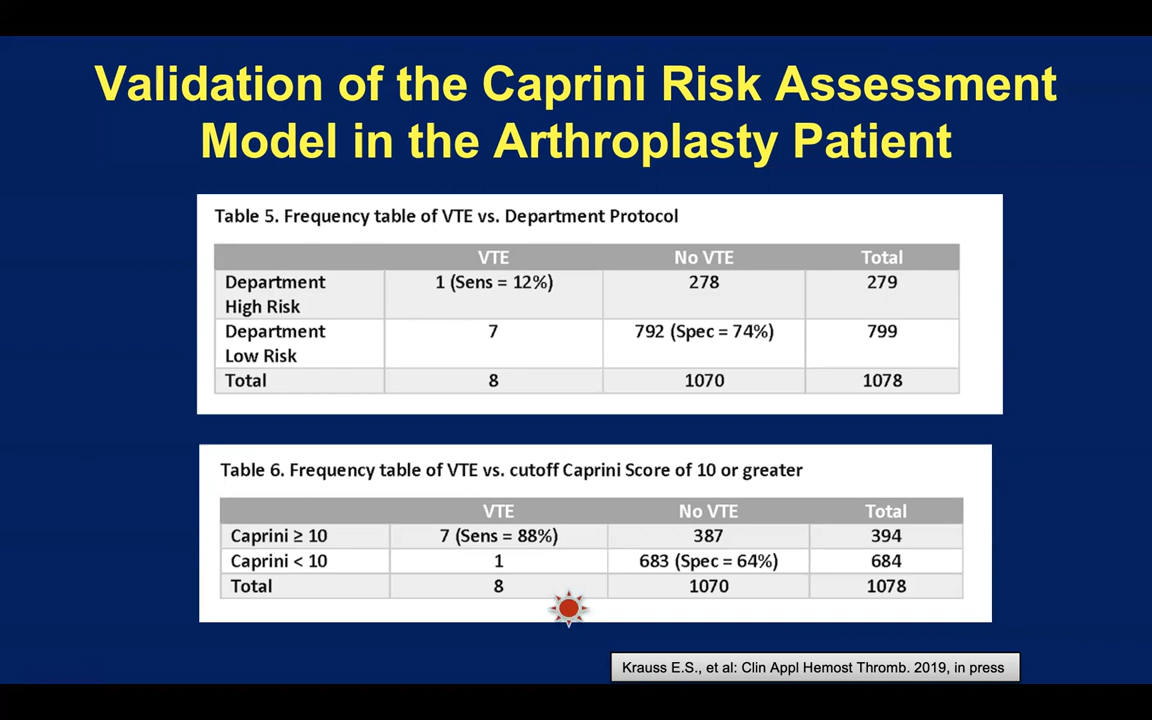 Validation of the Caprini Risk Assessment
Model in the Arthroplasty Patient
Table 5. Frequency table of VTE vs. Department Protocol
VTE No VTE Total
Department High Risk 1 (Sens = 12%) 278 279
Department Low Risk 7 792 (Spec = 74%) 799
Total 8 1070 1078
Table 6. Frequency table of VTE vs. cutoff Caprini Score of 10 or greater
VTE No VTE Total
Caprini ≥ 10 7 (Sens = 88%) 387 394
Caprini < 10 1 683 (Spec = 64%) 684
Total 8 1070 1078
Krauss E.S., et al: Clin Appl Hemost Thromb. 2019, in press